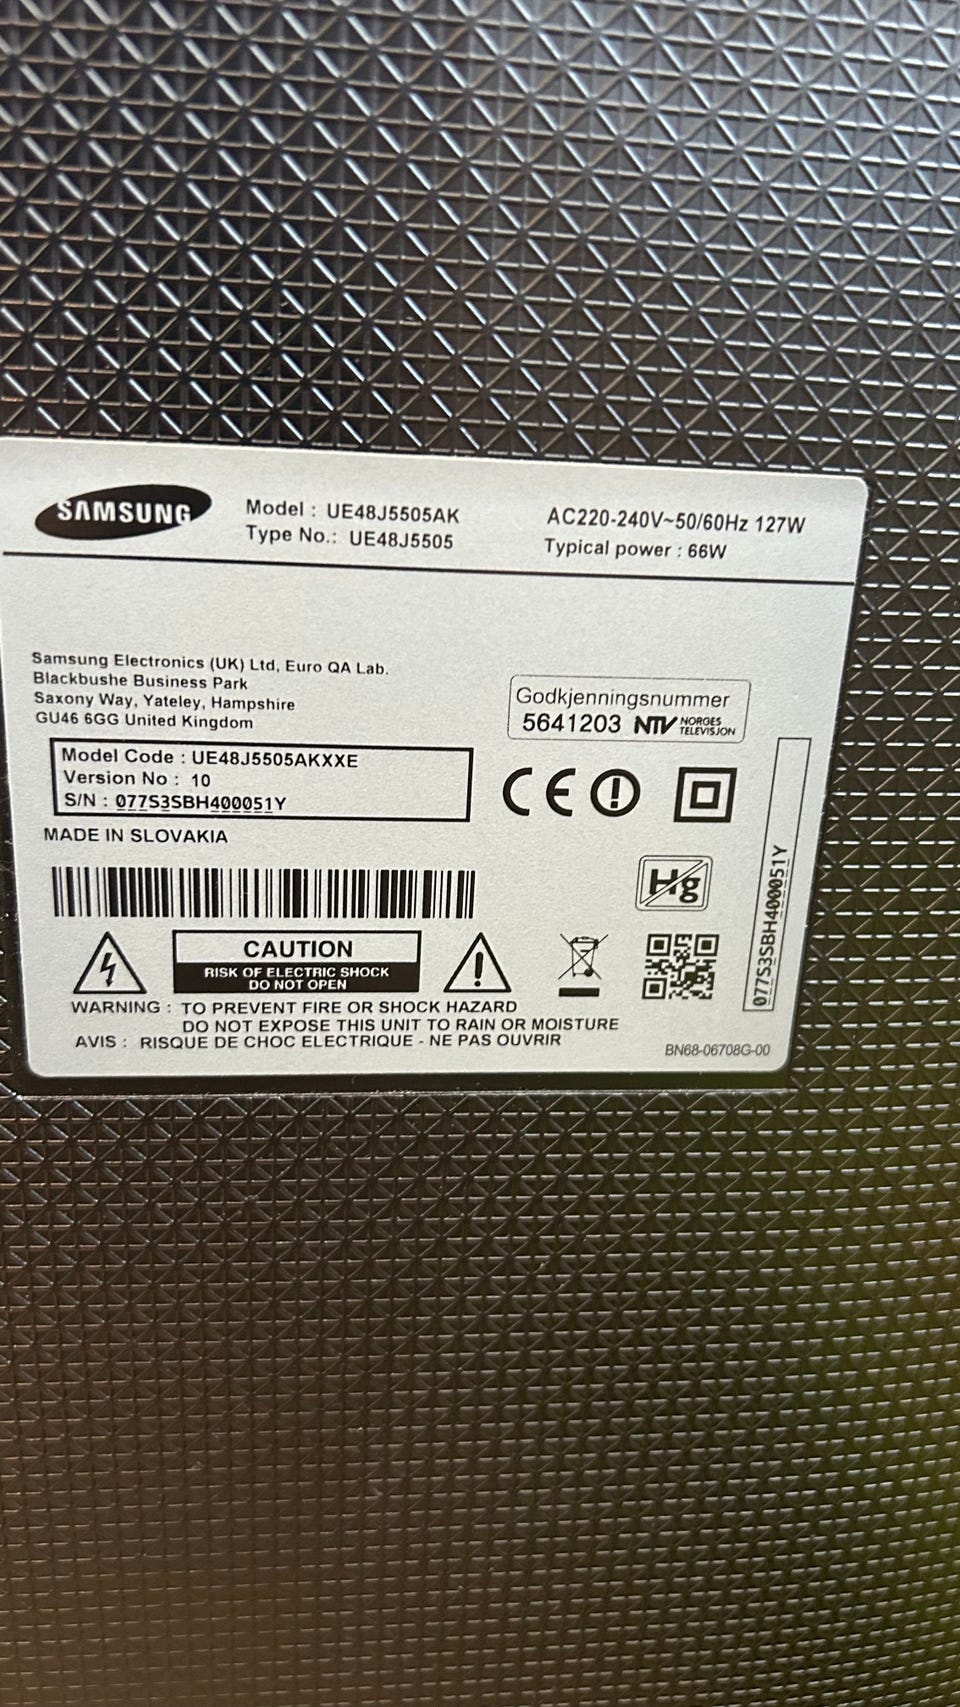 SAMSUNG
Model : UE48J5505AK
Type No.: UE48J5505
AC220-240V~50/60Hz 127W
Typical power : 66W
Samsung Electronics (UK) Ltd, Euro QA Lab.
Blackbushe Business Park
Saxony Way, Yateley, Hampshire
GU46 6GG United Kingdom
Godkjenningsnummer
5641203 NTV NORGES
TELEVISJON
Model Code : UE48J5505AKXXE
Version No : 10
S/N : 077S3SBH400051Y
CE
MADE IN SLOVAKIA
Hg
077S3SBH400051Y
CAUTION
RISK OF ELECTRIC SHOCK
DO NOT OPEN
WARNING : TO PREVENT FIRE OR SHOCK HAZARD
DO NOT EXPOSE THIS UNIT TO RAIN OR MOISTURE
AVIS : RISQUE DE CHOC ELECTRIQUE - NE PAS OUVRIR
BN68-06708G-00